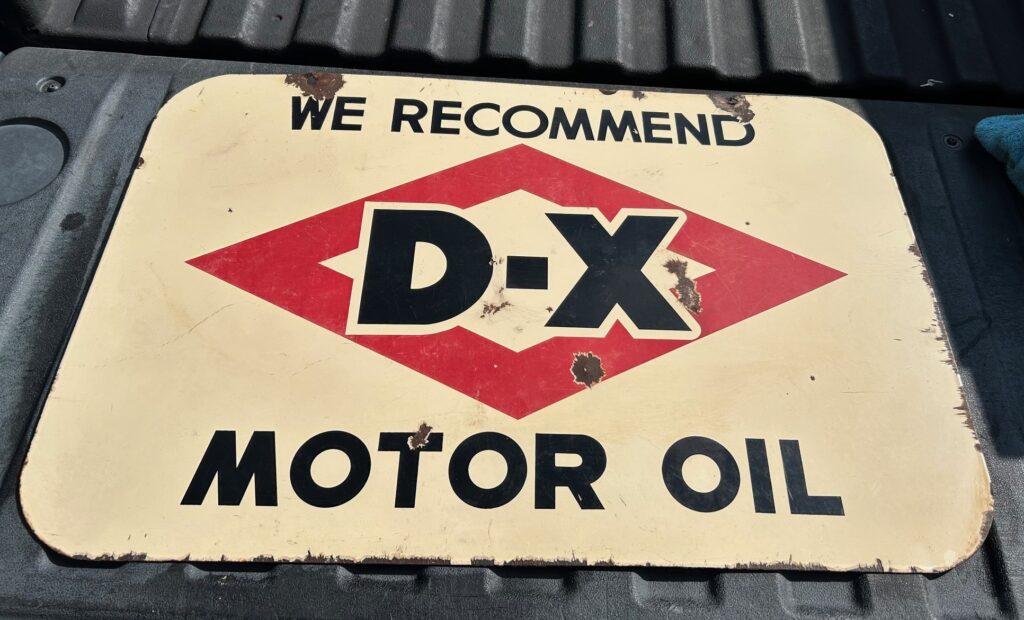 WE RECOMMEND
D-X
MOTOR OIL